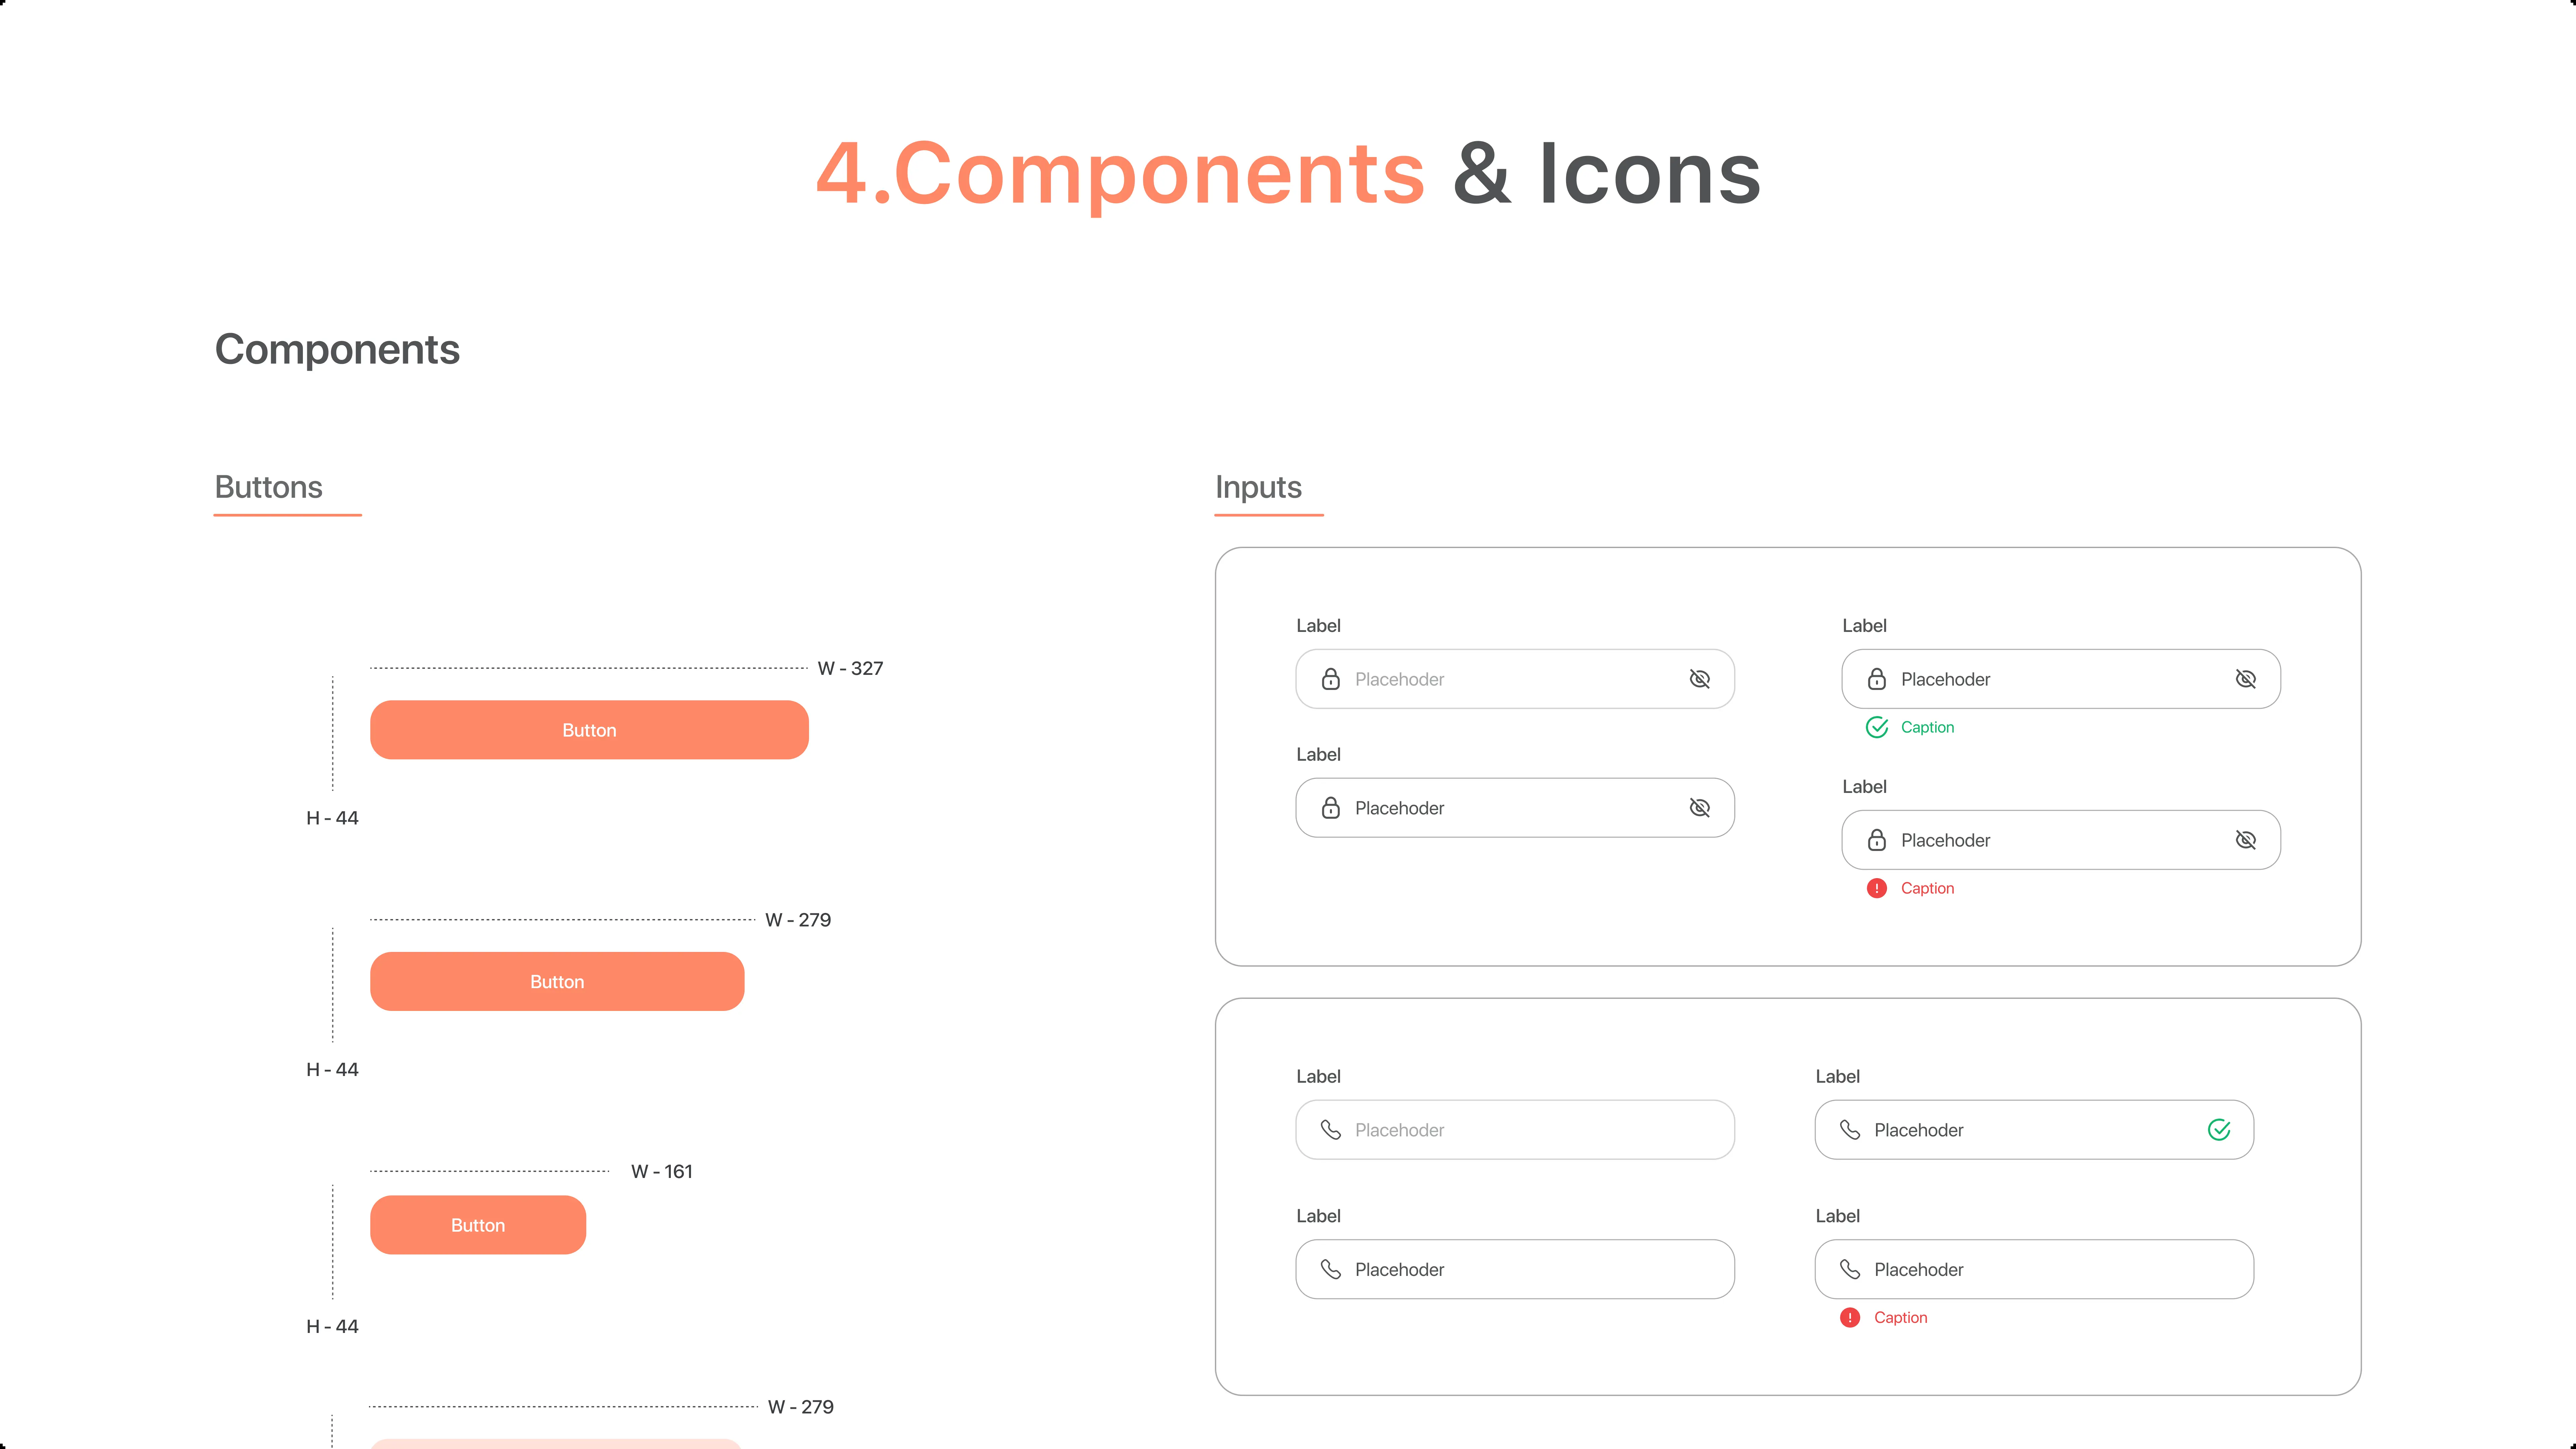 4.Components & Icons
Components
Buttons
W - 327
Button
H - 44
W - 279
Button
H - 44
W - 161
Button
H - 44
W - 279
Inputs
Label
Placehoder
Label
Placehoder
Label
Placehoder
Caption
Label
Placehoder
Caption
Label
Placehoder
Label
Placehoder
Label
Placehoder
Label
Placehoder
Caption